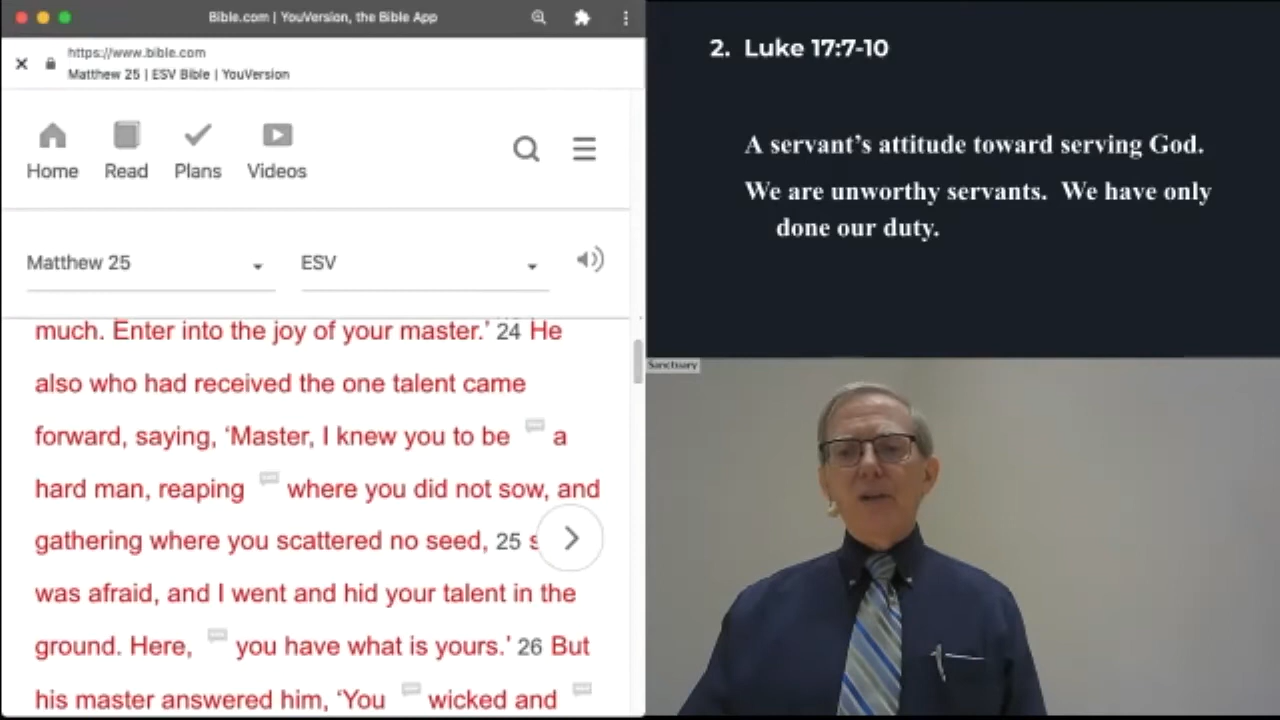 Bible.com | YouVersion, the Bible App
https://www.bible.com
Matthew 25 | ESV Bible | YouVersion
Home Read Plans Videos
Matthew 25 ESV
much. Enter into the joy of your master.’ 24 He
also who had received the one talent came
forward, saying, ‘Master, I knew you to be a
hard man, reaping where you did not sow, and
gathering where you scattered no seed, 25 s
was afraid, and I went and hid your talent in the
ground. Here, you have what is yours.’ 26 But
his master answered him, ‘You wicked and
2. Luke 17:7-10
A servant’s attitude toward serving God.
We are unworthy servants. We have only
done our duty.
Sanctuary